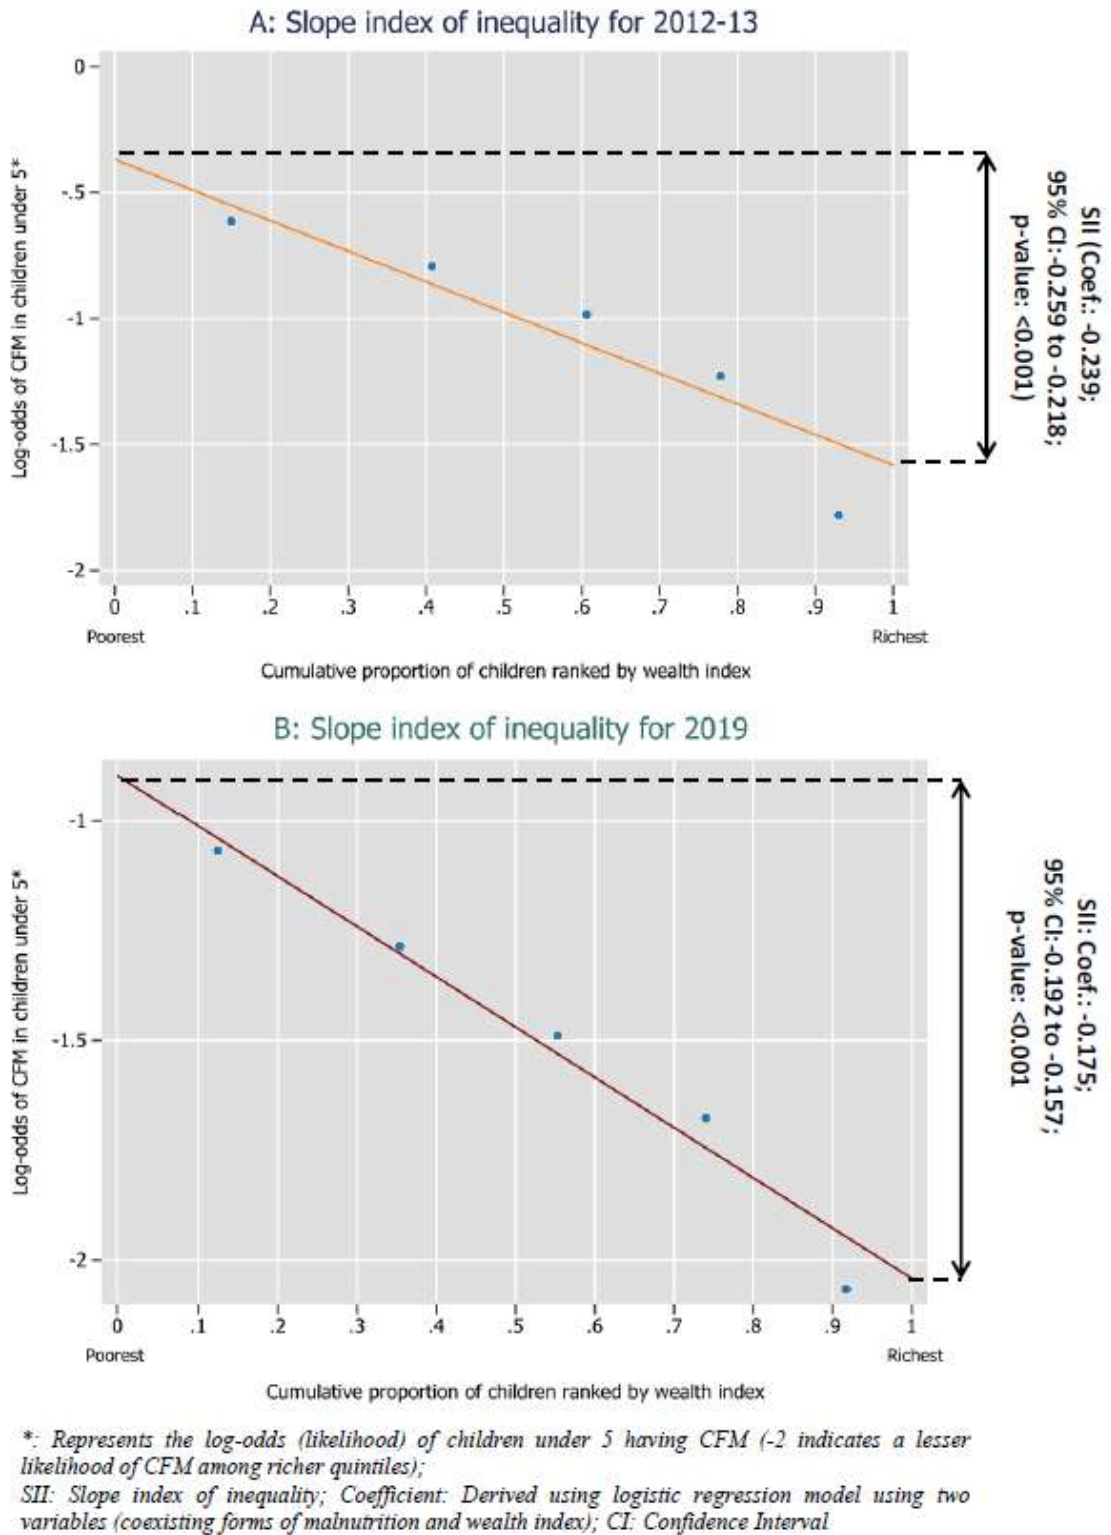 A: Slope index of inequality for 2012-13
Log-odds of CFM in children under 5*
0
-.5
-1
-1.5
-2
0 .1 .2 .3 .4 .5 .6 .7 .8 .9 1
Poorest Richest
Cumulative proportion of children ranked by wealth index
SII (Coef.: -0.239;
95% CI:-0.259 to -0.218;
p-value: <0.001)
B: Slope index of inequality for 2019
Log-odds of CFM in children under 5*
-1
-1.5
-2
0 .1 .2 .3 .4 .5 .6 .7 .8 .9 1
Poorest Richest
Cumulative proportion of children ranked by wealth index
SII: Coef.: -0.175;
95% CI:-0.192 to -0.157;
p-value: <0.001
*: Represents the log-odds (likelihood) of children under 5 having CFM (-2 indicates a lesser
likelihood of CFM among richer quintiles);
SII: Slope index of inequality; Coefficient: Derived using logistic regression model using two
variables (coexisting forms of malnutrition and wealth index); CI: Confidence Interval